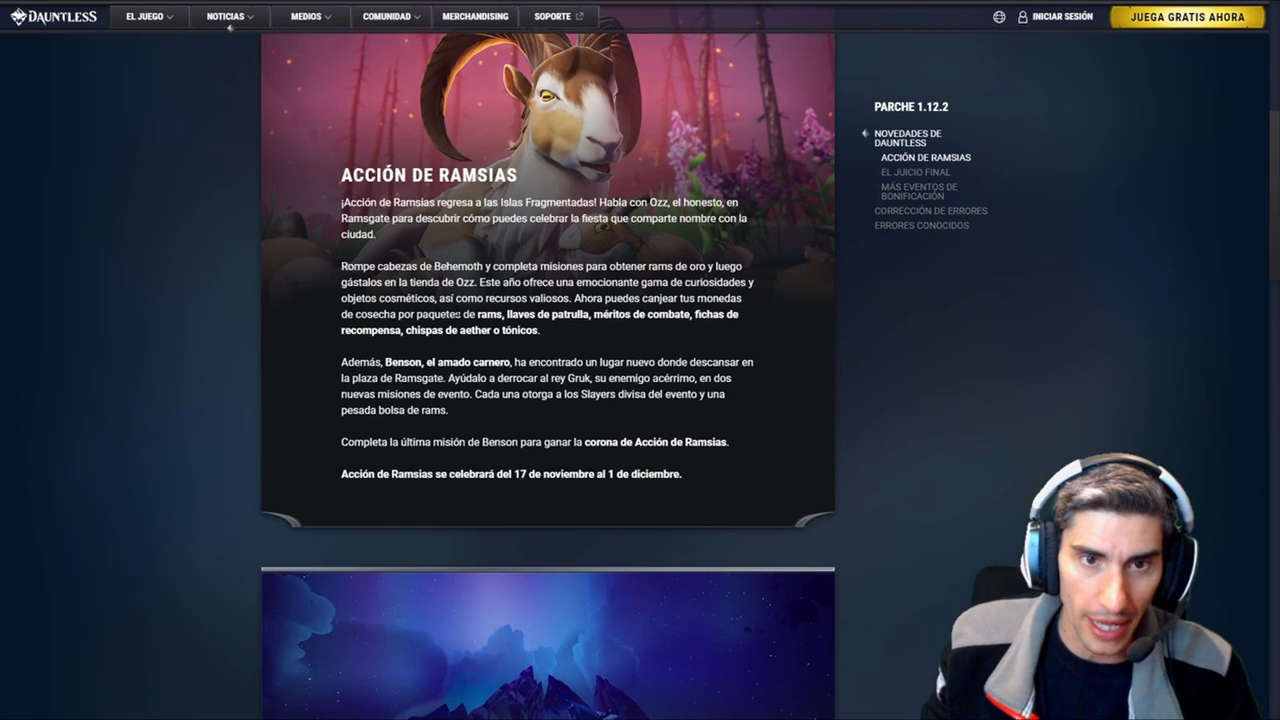 DAUNTLESS
EL JUEGO
NOTICIAS
MEDIOS
COMUNIDAD
MERCHANDISING
SOPORTE
INICIAR SESIÓN
JUEGA GRATIS AHORA
ACCIÓN DE RAMSIAS
¡Acción de Ramsias regresa a las Islas Fragmentadas! Habla con Ozz, el honesto, en
Ramsgate para descubrir cómo puedes celebrar la fiesta que comparte nombre con la
ciudad.
Rompe cabezas de Behemoth y completa misiones para obtener rams de oro y luego
gástalos en la tienda de Ozz. Este año ofrece una emocionante gama de curiosidades y
objetos cosméticos, así como recursos valiosos. Ahora puedes canjear tus monedas
de cosecha por paquetes de rams, llaves de patrulla, méritos de combate, fichas de
recompensa, chispas de aether o tónicos.
Además, Benson, el amado carnero, ha encontrado un lugar nuevo donde descansar en
la plaza de Ramsgate. Ayúdalo a derrocar al rey Gruk, su enemigo acérrimo, en dos
nuevas misiones de evento. Cada una otorga a los Slayers divisa del evento y una
pesada bolsa de rams.
Completa la última misión de Benson para ganar la corona de Acción de Ramsias.
Acción de Ramsias se celebrará del 17 de noviembre al 1 de diciembre.
PARCHE 1.12.2
NOVEDADES DE
DAUNTLESS
ACCIÓN DE RAMSIAS
EL JUICIO FINAL
MÁS EVENTOS DE
BONIFICACIÓN
CORRECCIÓN DE ERRORES
ERRORES CONOCIDOS